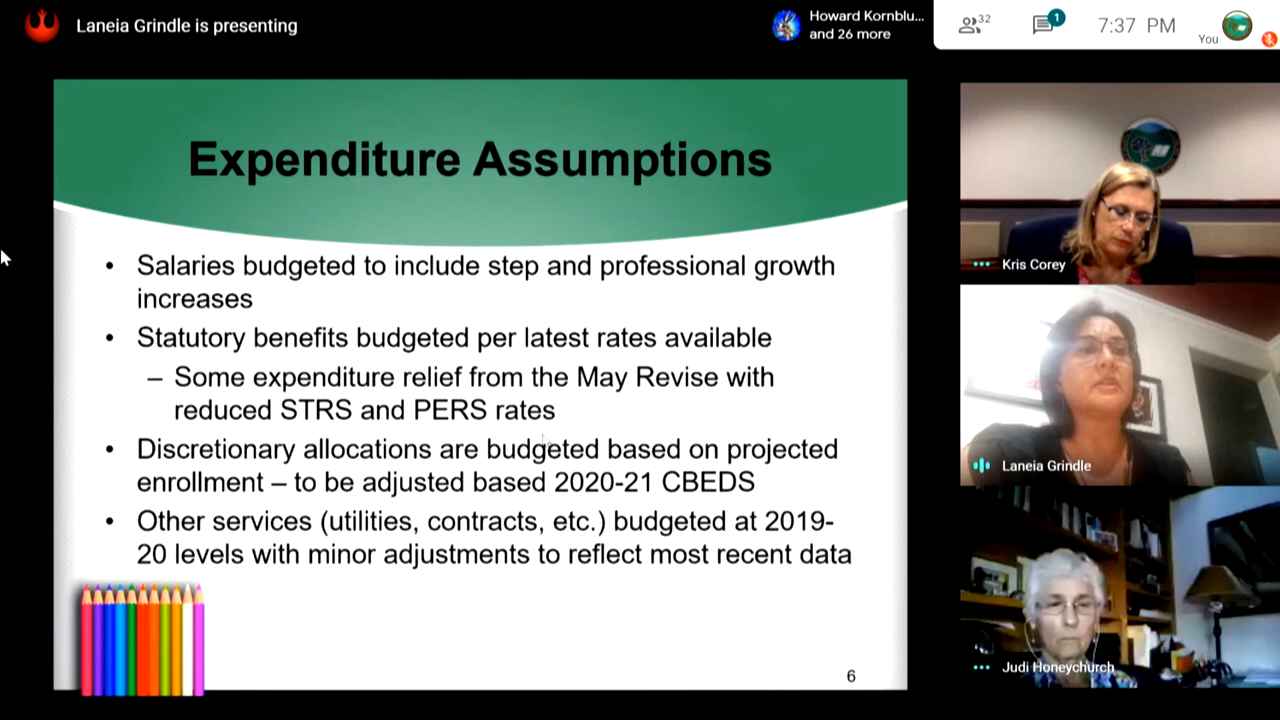 Laneia Grindle is presenting
Howard Kornblu...
and 26 more
32
1
7:37 PM
You
Expenditure Assumptions
• Salaries budgeted to include step and professional growth
increases
• Statutory benefits budgeted per latest rates available
– Some expenditure relief from the May Revise with
reduced STRS and PERS rates
• Discretionary allocations are budgeted based on projected
enrollment – to be adjusted based 2020-21 CBEDS
• Other services (utilities, contracts, etc.) budgeted at 2019-
20 levels with minor adjustments to reflect most recent data
6
Kris Corey
Laneia Grindle
Judi Honeychurch